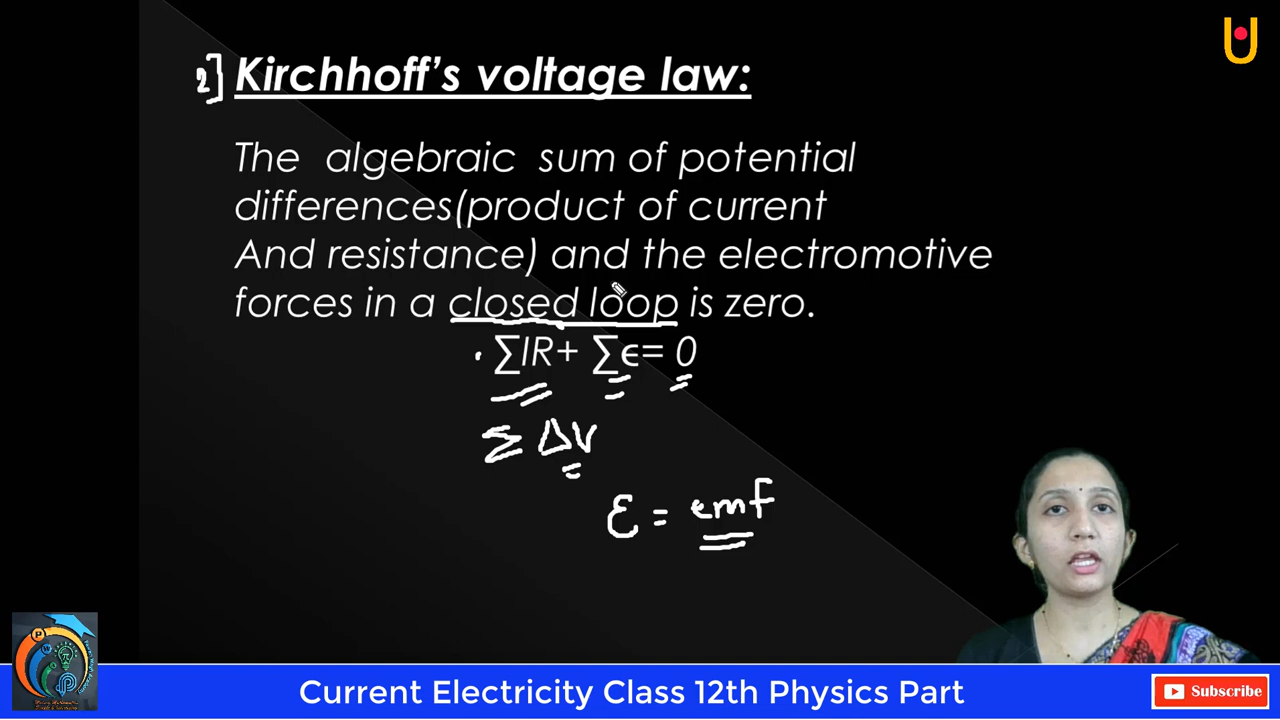 2] Kirchhoff's voltage law:
The algebraic sum of potential
differences(product of current
And resistance) and the electromotive
forces in a closed loop is zero.
. ∑IR+ ∑ϵ= 0
Σ ΔV
ε = emf
Current Electricity Class 12th Physics Part
Subscribe